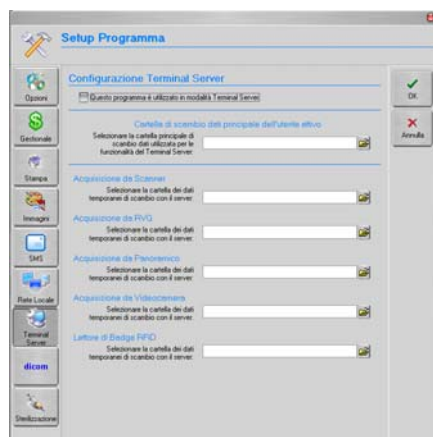 Setup Programma
Opzioni
Gestionale
Stampa
Immagini
SMS
Rete Locale
Terminal
Server
dicom
Sterilizzazione
Configurazione Terminal Server
Questo programma è utilizzato in modalità Terminal Server
Cartella di scambio dati principale dell'utente attivo
Selezionare la cartella principale di
scambio dati utilizzata per le
funzionalità del Terminal Server:
Acquisizione da Scanner
Selezionare la cartella dei dati
temporanei di scambio con il server:
Acquisizione da RVG
Selezionare la cartella dei dati
temporanei di scambio con il server:
Acquisizione da Panoramico
Selezionare la cartella dei dati
temporanei di scambio con il server:
Acquisizione da Videocamera
Selezionare la cartella dei dati
temporanei di scambio con il server:
Lettore di Badge RFID
Selezionare la cartella dei dati
temporanei di scambio con il server:
OK
Annulla